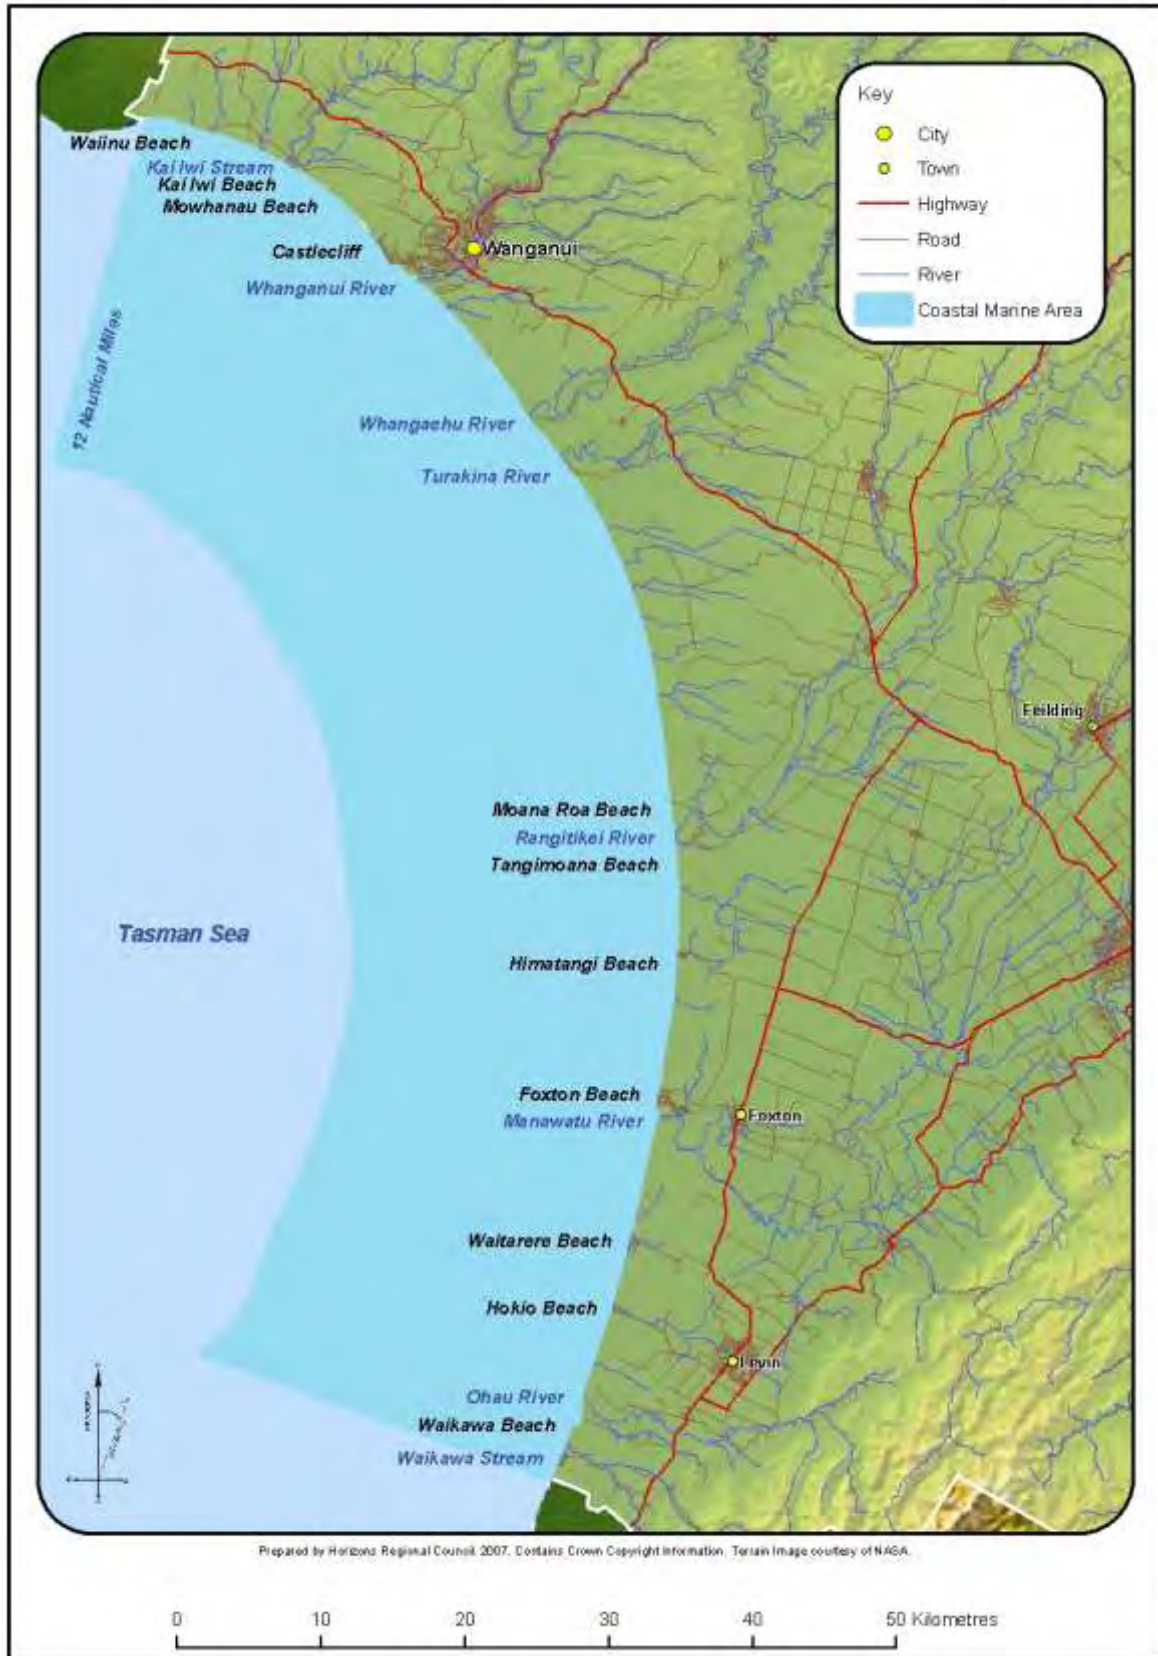 Key
City
Town
Highway
Road
River
Coastal Marine Area
Waiinu Beach
Kai Iwi Stream
Kai Iwi Beach
Mowhanau Beach
Castlecliff
Wanganui
Whanganui River
12 Nautical Miles
Whangaehu River
Turakina River
Feilding
Moana Roa Beach
Rangitikei River
Tangimoana Beach
Tasman Sea
Himatangi Beach
Foxton Beach
Foxton
Manawatu River
Waitarere Beach
Hokio Beach
Levin
Ohau River
Waikawa Beach
Waikawa Stream
Prepared by Horizons Regional Council 2007. Contains Crown Copyright Information. Terrain Image courtesy of NASA.
0 10 20 30 40 50 Kilometres